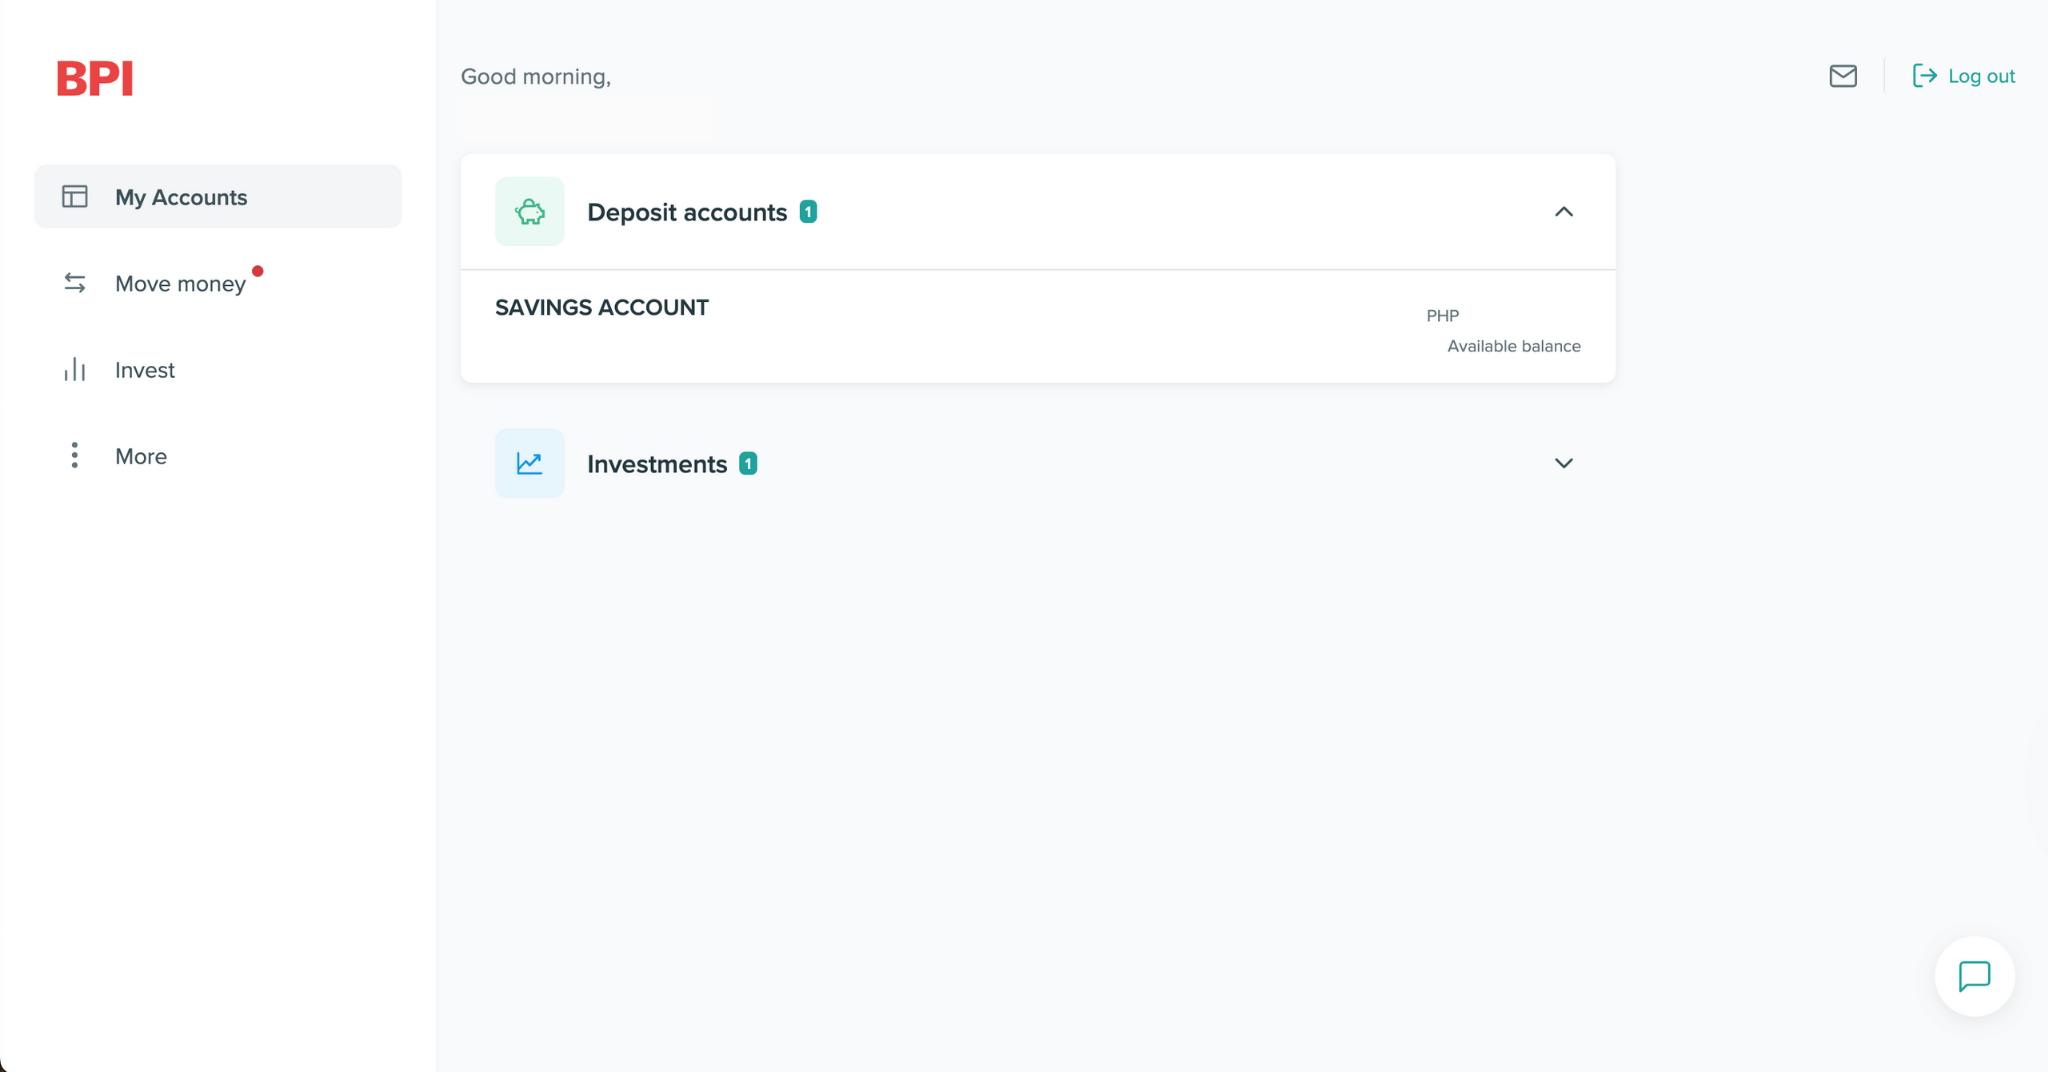 BPI
My Accounts
Move money
Invest
More
Good morning,
Log out
Deposit accounts 1
SAVINGS ACCOUNT
PHP
Available balance
Investments 1